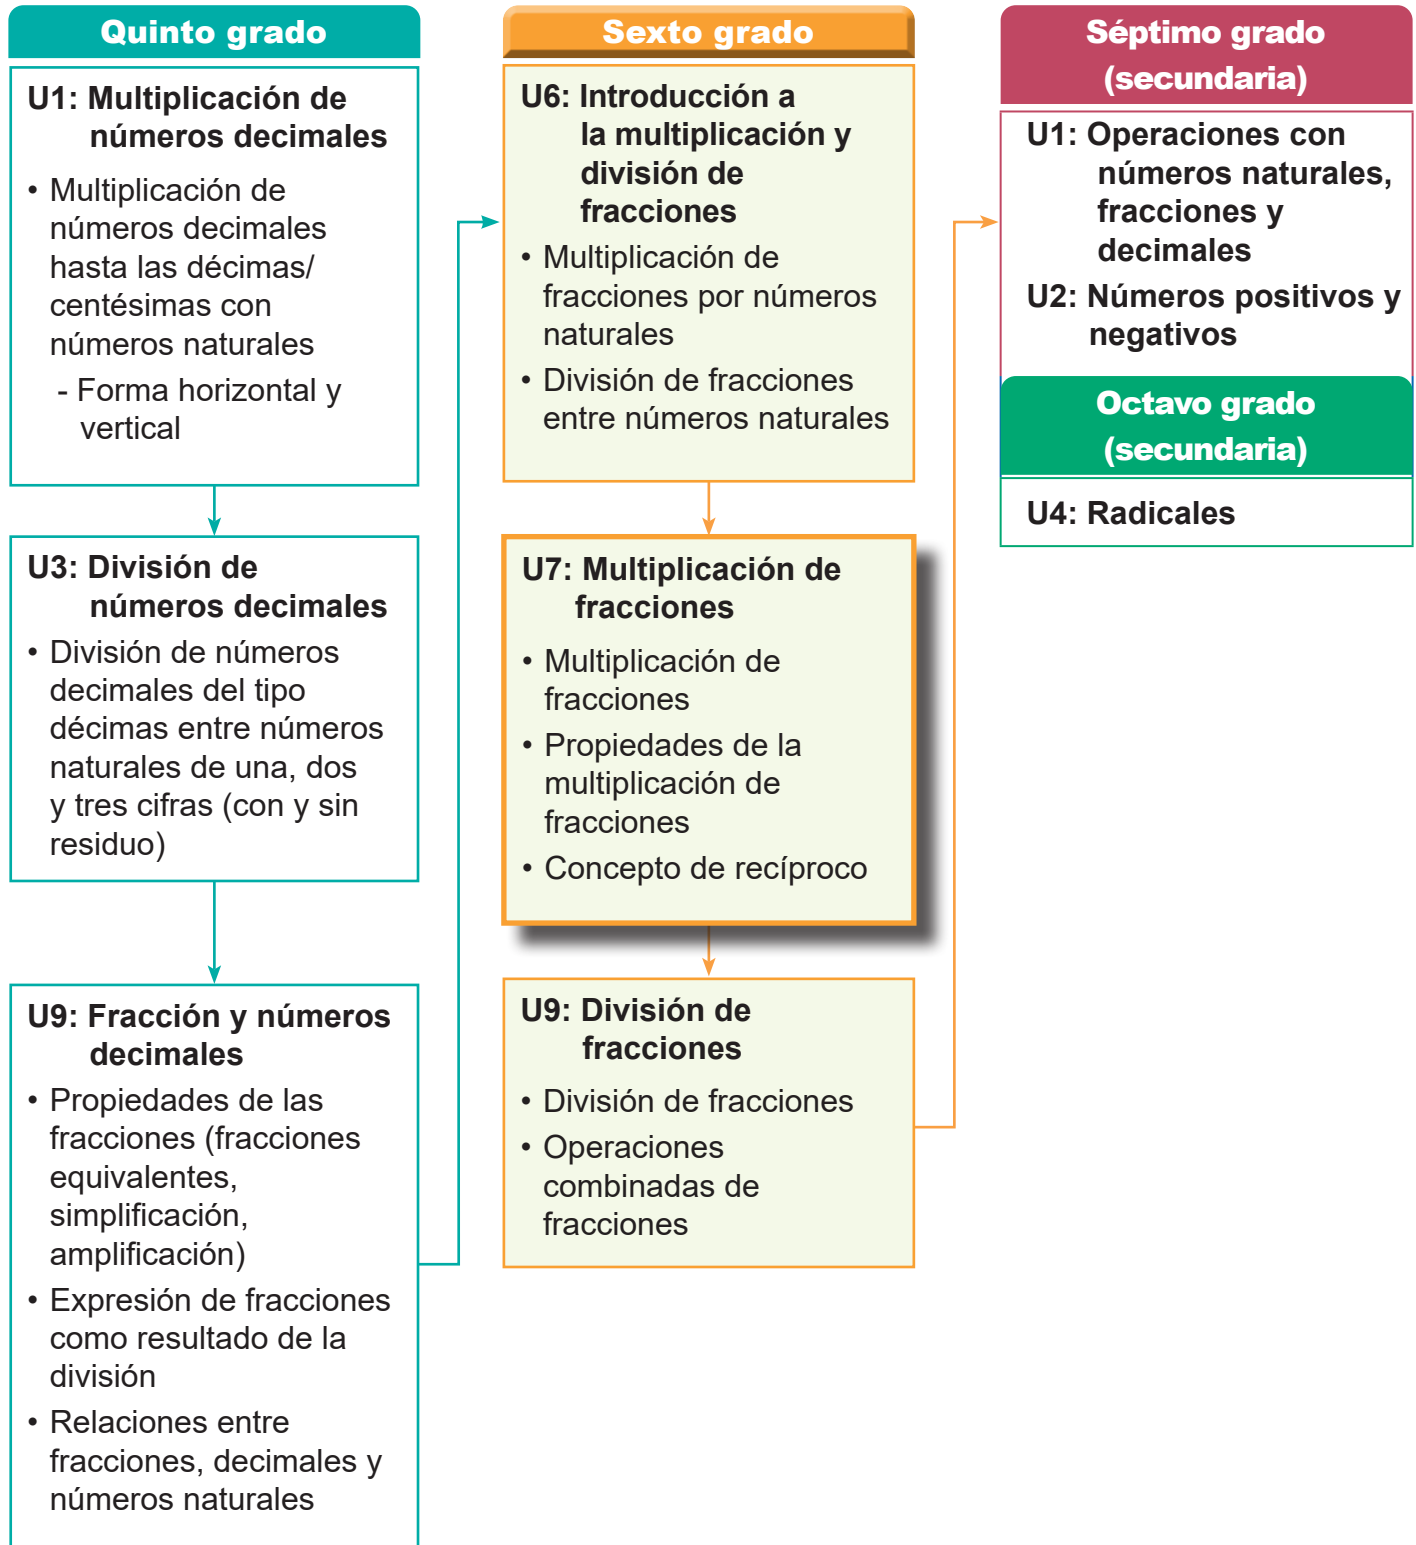 Quinto grado
U1: Multiplicación de
números decimales
• Multiplicación de
números decimales
hasta las décimas/
centésimas con
números naturales
- Forma horizontal y
vertical
U3: División de
números decimales
• División de números
decimales del tipo
décimas entre números
naturales de una, dos
y tres cifras (con y sin
residuo)
U9: Fracción y números
decimales
• Propiedades de las
fracciones (fracciones
equivalentes,
simplificación,
amplificación)
• Expresión de fracciones
como resultado de la
división
• Relaciones entre
fracciones, decimales y
números naturales
Sexto grado
U6: Introducción a
la multiplicación y
división de
fracciones
• Multiplicación de
fracciones por números
naturales
• División de fracciones
entre números naturales
U7: Multiplicación de
fracciones
• Multiplicación de
fracciones
• Propiedades de la
multiplicación de
fracciones
• Concepto de recíproco
U9: División de
fracciones
• División de fracciones
• Operaciones
combinadas de
fracciones
Séptimo grado
(secundaria)
U1: Operaciones con
números naturales,
fracciones y
decimales
U2: Números positivos y
negativos
Octavo grado
(secundaria)
U4: Radicales